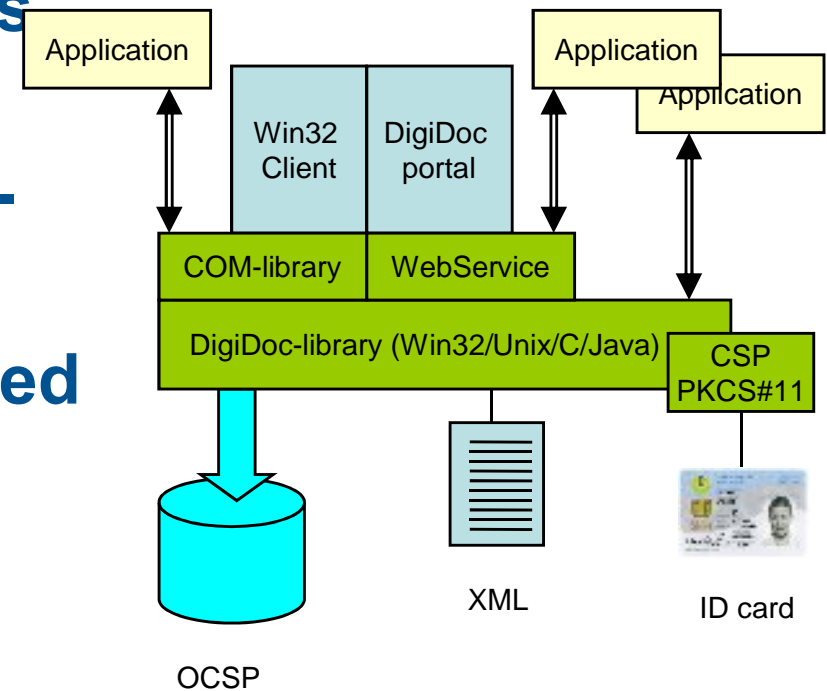 s
Application
Application
Application
Win32
Client
DigiDoc
portal
-
COM-library
WebService
DigiDoc-library (Win32/Unix/C/Java)
CSP
PKCS#11
ed
XML
ID card
OCSP